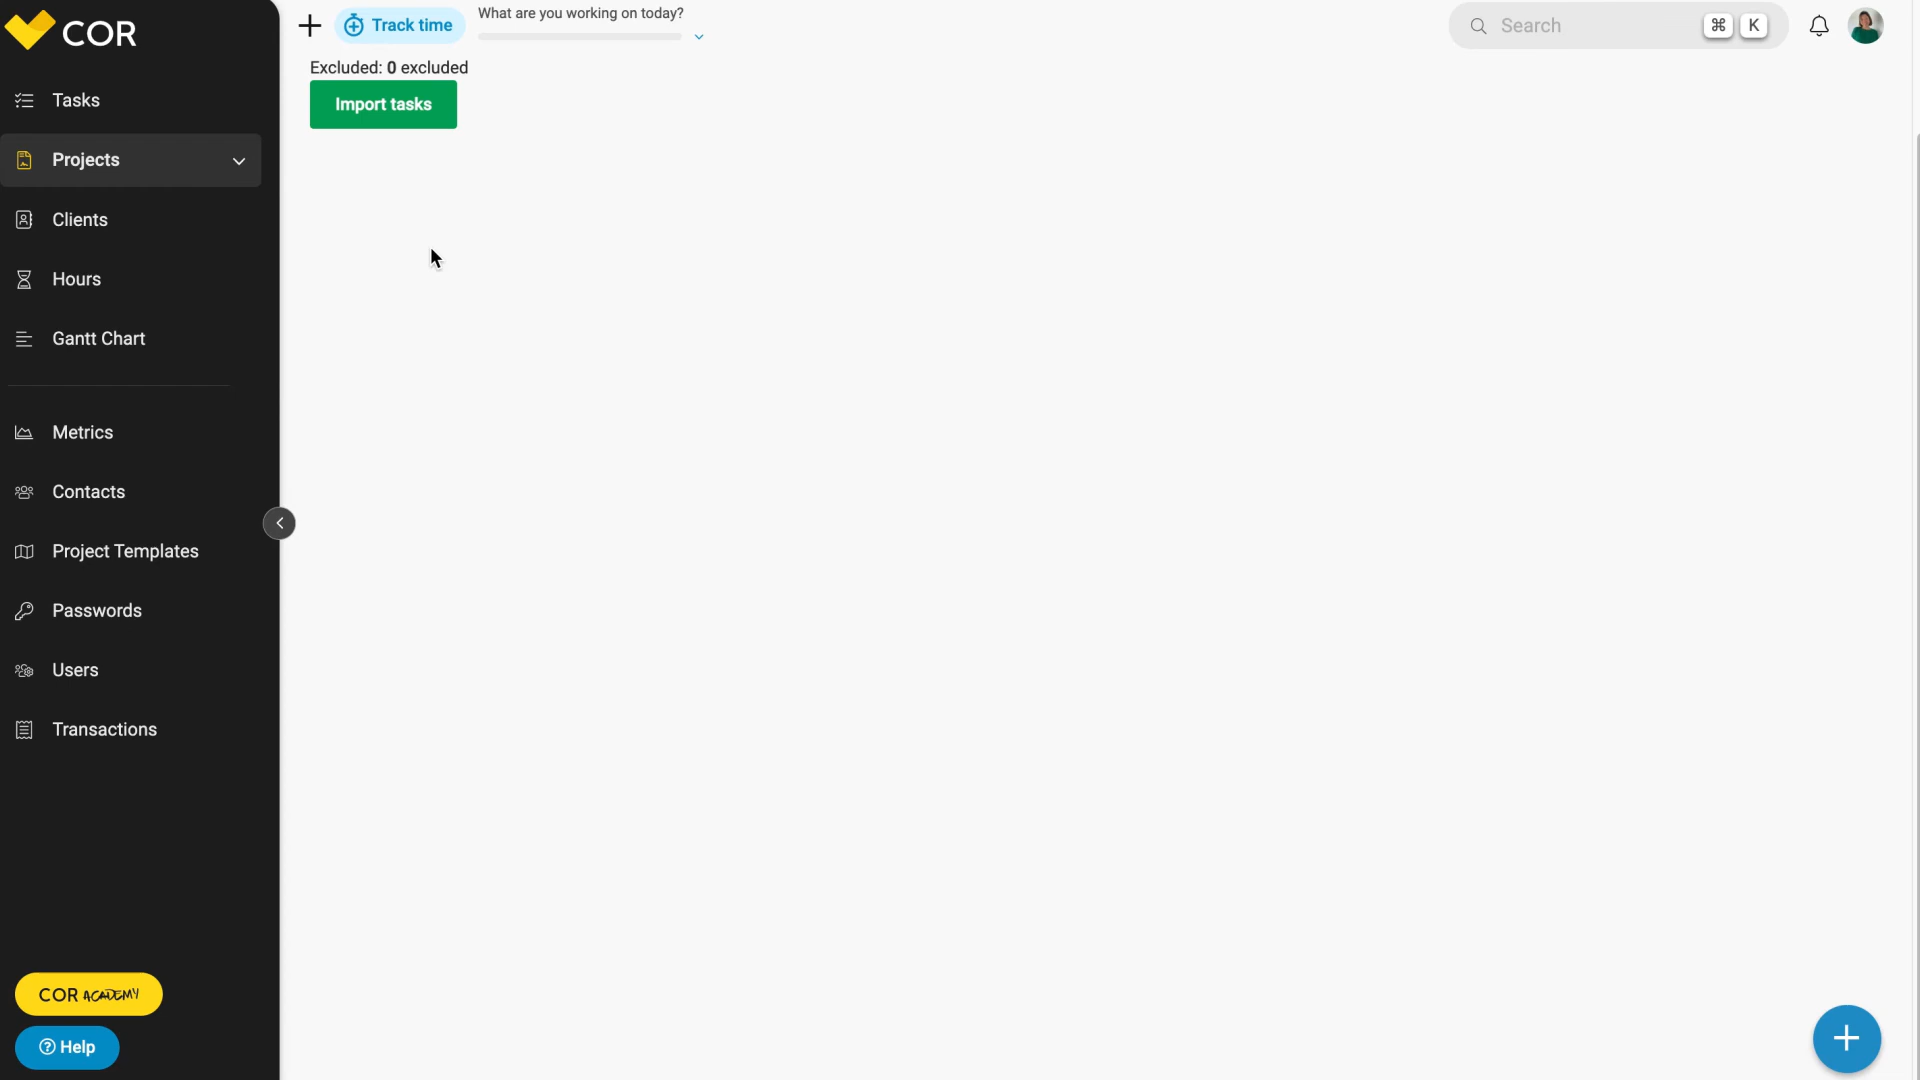 COR
Tasks
Projects
Clients
Hours
Gantt Chart
Metrics
Contacts
Project Templates
Passwords
Users
Transactions
COR ACADEMY
Help
Track time
What are you working on today?
Search
⌘ K
Excluded: 0 excluded
Import tasks